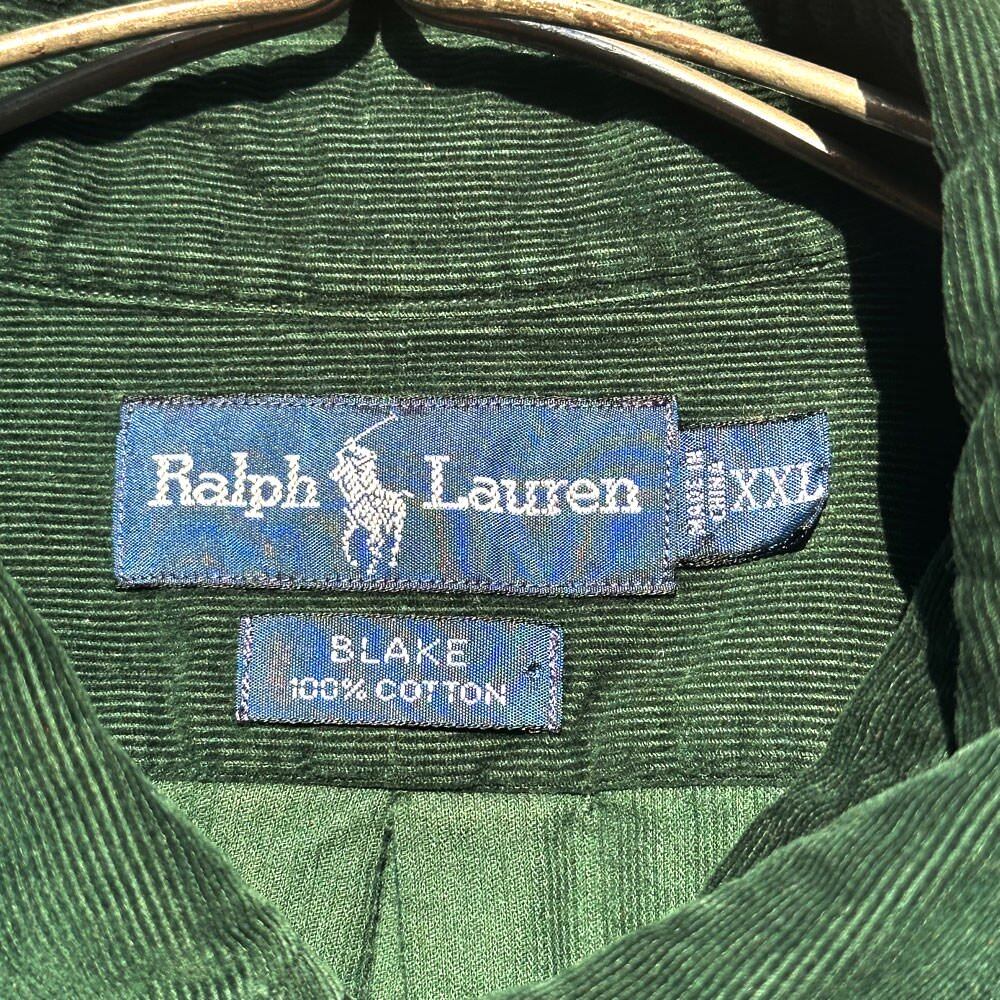 Ralph Lauren
MADE IN
CHINA
XXL
BLAKE
100% COTTON